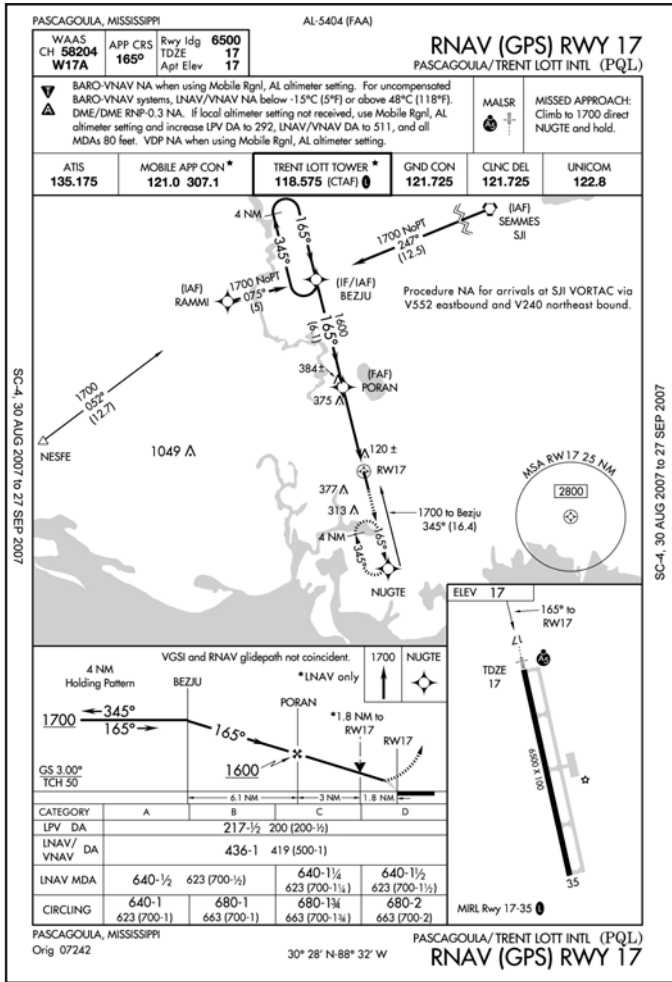 PASCAGOULA, MISSISSIPPI
AL-5404 (FAA)
WAAS
CH 58204
W17A
APP CRS
165°
Rwy ldg 6500
TDZE 17
Apt Elev 17
RNAV (GPS) RWY 17
PASCAGOULA/ TRENT LOTT INTL (PQL)
T
A
BARO-VNAV NA when using Mobile Rgnl, AL altimeter setting. For uncompensated
BARO-VNAV systems, LNAV/VNAV NA below -15°C (5°F) or above 48°C (118°F).
DME/DME RNP-0.3 NA. If local altimeter setting not received, use Mobile Rgnl, AL
altimeter setting and increase LPV DA to 292, LNAV/VNAV DA to 511, and all
MDAs 80 feet. VDP NA when using Mobile Rgnl, AL altimeter setting.
MALSR
A5
MISSED APPROACH:
Climb to 1700 direct
NUGTE and hold.
ATIS
135.175
MOBILE APP CON*
121.0 307.1
TRENT LOTT TOWER*
118.575 (CTAF) L
GND CON
121.725
CLNC DEL
121.725
UNICOM
122.8
4 NM
165°
345°
(IAF)
SEMMES
SJI
1700 NoPT
247°
(12.5)
(IAF)
RAMMI
1700 NoPT
075°
(5)
(IF/IAF)
BEZJU
Procedure NA for arrivals at SJI VORTAC via
V552 eastbound and V240 northeast bound.
1600
165°
(6.1)
384±
(FAF)
PORAN
375
1700
052°
(12.7)
NESFE
1049
120 ±
RW17
377
313
4 NM
165°
345°
1700 to Bezju
345° (16.4)
NUGTE
MSA RW17 25 NM
2800
SC-4, 30 AUG 2007 to 27 SEP 2007
SC-4, 30 AUG 2007 to 27 SEP 2007
ELEV 17
165° to
RW17
17
TDZE
17
A5
6500 X 100
35
MIRL Rwy 17-35 L
VGSI and RNAV glidepath not coincident.
*LNAV only
1700
NUGTE
4 NM
Holding Pattern
BEZJU
PORAN
*1.8 NM to
RW17
RW17
1700
345°
165°
165°
1600
GS 3.00°
TCH 50
6.1 NM
3 NM
1.8 NM
CATEGORY A B C D
LPV DA 217-½ 200 (200-½)
LNAV/
VNAV DA 436-1 419 (500-1)
LNAV MDA 640-½ 623 (700-½) 640-1¼ 623 (700-1¼) 640-1½ 623 (700-1½)
CIRCLING 640-1 623 (700-1) 680-1 663 (700-1) 680-1¾ 663 (700-1¾) 680-2 663 (700-2)
PASCAGOULA, MISSISSIPPI
Orig 07242
30° 28' N-88° 32' W
PASCAGOULA/ TRENT LOTT INTL (PQL)
RNAV (GPS) RWY 17